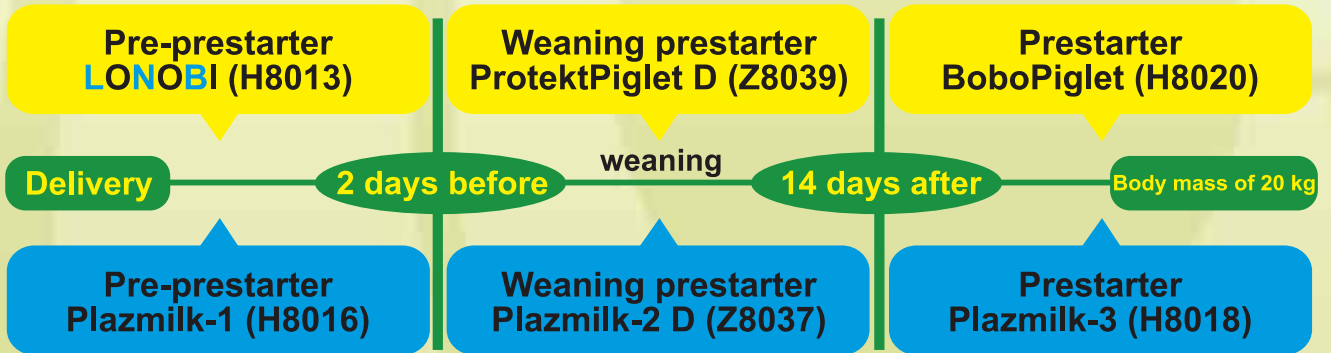 Pre-prestarter
LONOBI (H8013)
Weaning prestarter
ProtektPiglet D (Z8039)
Prestarter
BoboPiglet (H8020)
Delivery
2 days before
weaning
14 days after
Body mass of 20 kg
Pre-prestarter
Plazmilk-1 (H8016)
Weaning prestarter
Plazmilk-2 D (Z8037)
Prestarter
Plazmilk-3 (H8018)